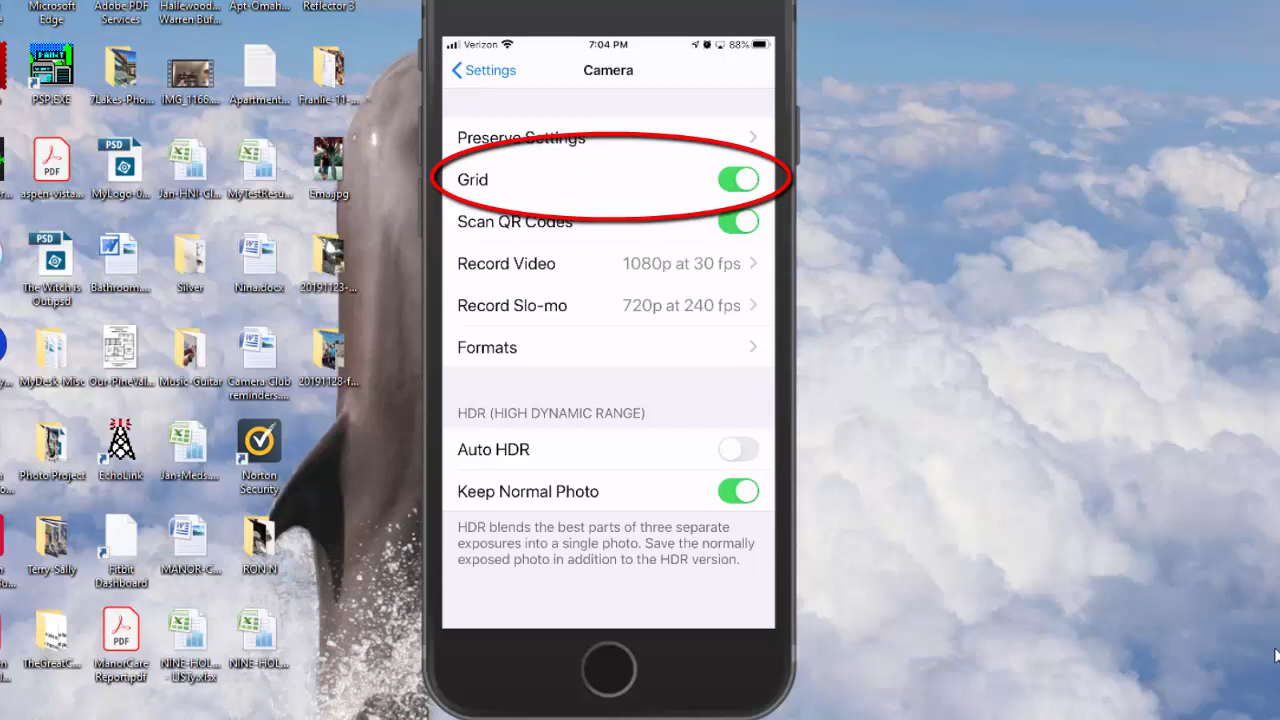 Microsoft
Edge
Adobe PDF
Services
Hallewood...
Warren Buf...
Apt-Omah...
Reflector 3
PAINT
PSP.EXE
7Lakes-Pho...
IMG_1166....
Apartment...
PDF
aspen-vista...
PSD
MyLogo-0...
Jan-HNI-Cl...
MyTestResu...
PSD
The Witch is
Out.psd
Bathroom....
Silver
Nina.docx
20191123-...
MyDesk-Misc
Our-PineVal...
Music-Guitar
Camera Club
reminders....
20191128-f...
Photo Project
EchoLink
Jan-Meds....
Norton
Security
Terry-Sally
Fitbit
Dashboard
MANOR-C...
RON N
TheGreatC...
PDF
ManorCare
Report.pdf
NINE-HOL...
NINE-HOL...
Verizon
7:04 PM
88%
Settings
Camera
Preserve Settings
Grid
Scan QR Codes
Record Video 1080p at 30 fps
Record Slo-mo 720p at 240 fps
Formats
HDR (HIGH DYNAMIC RANGE)
Auto HDR
Keep Normal Photo
HDR blends the best parts of three separate
exposures into a single photo. Save the normally
exposed photo in addition to the HDR version.